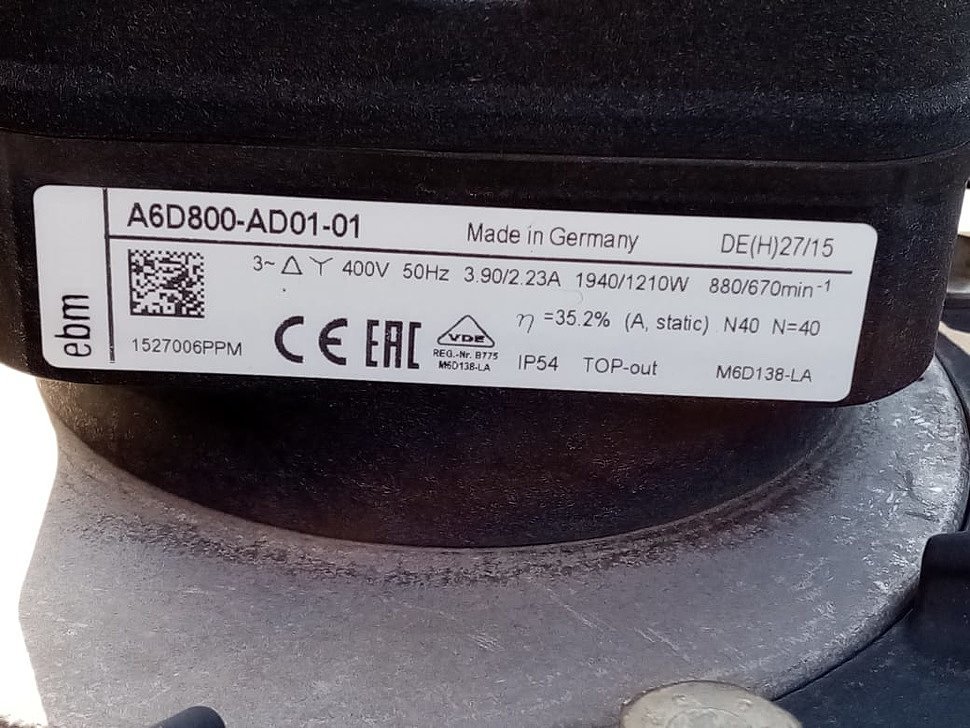 ebm
A6D800-AD01-01 Made in Germany DE(H)27/15
3~ △ Y 400V 50Hz 3.90/2.23A 1940/1210W 880/670min⁻¹
η =35.2% (A, static) N40 N=40
1527006PPM CE EAC VDE
REG.-Nr. B775
M6D138-LA
IP54 TOP-out M6D138-LA